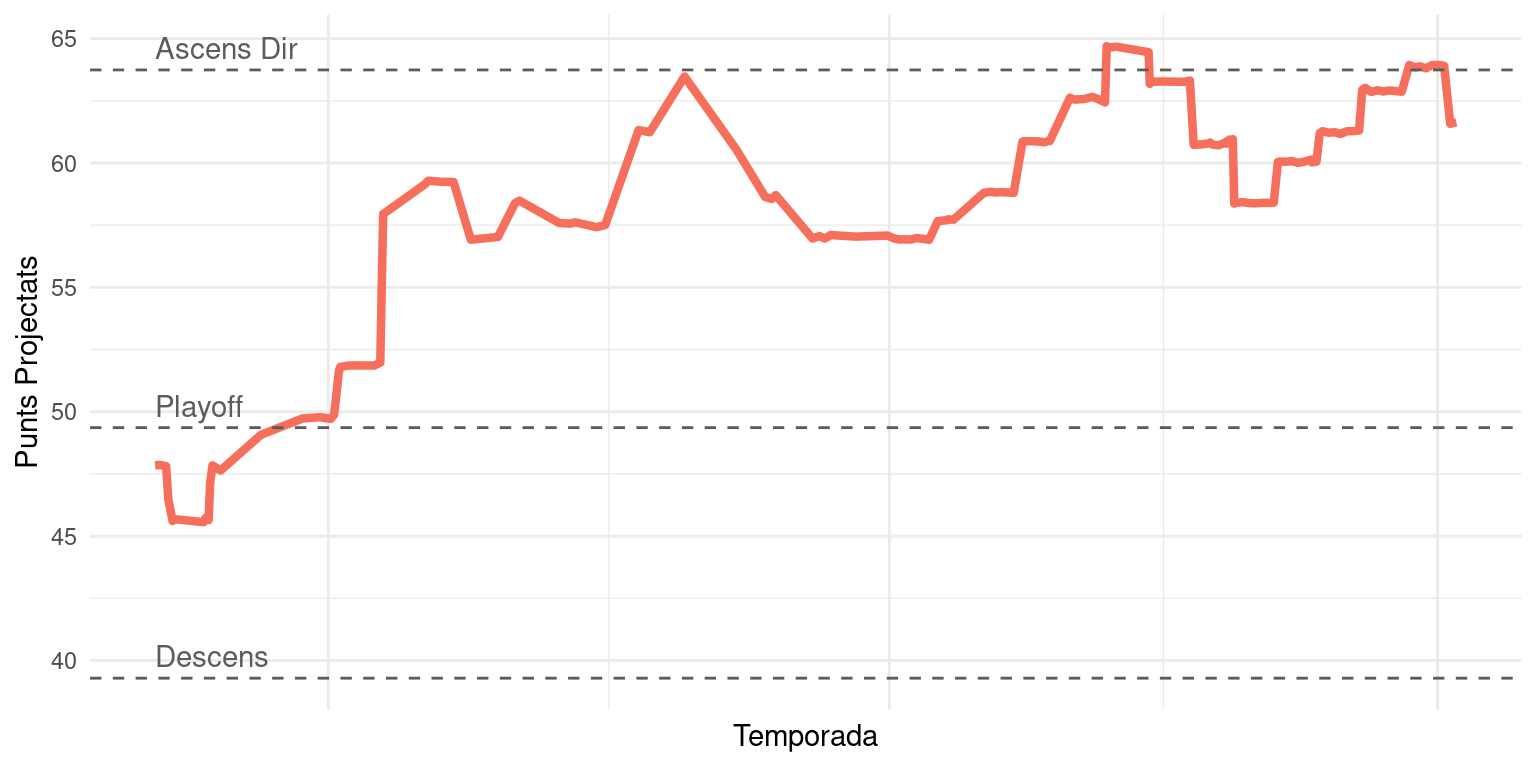 65
Ascens Dir
60
55
Punts Projectats
50
Playoff
45
40
Descens
Temporada